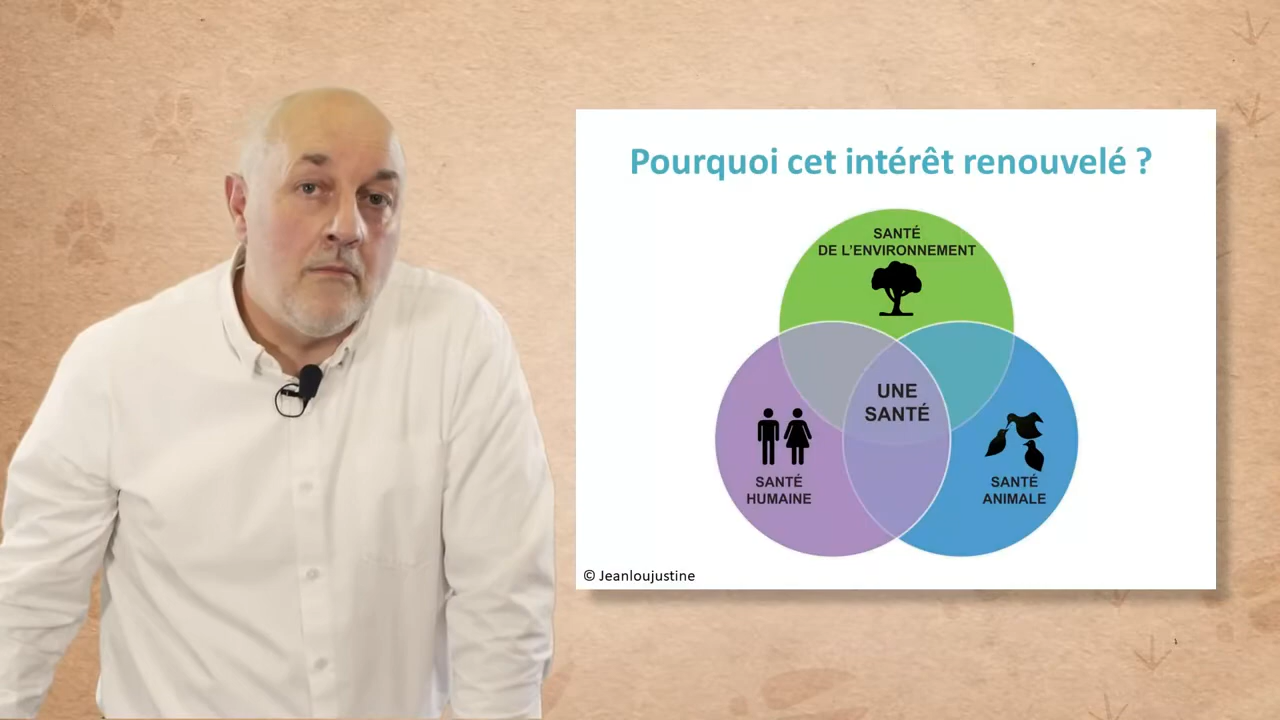 Pourquoi cet intérêt renouvelé ?
SANTÉ
DE L'ENVIRONNEMENT
UNE
SANTÉ
SANTÉ
HUMAINE
SANTÉ
ANIMALE
© Jeanloujustine